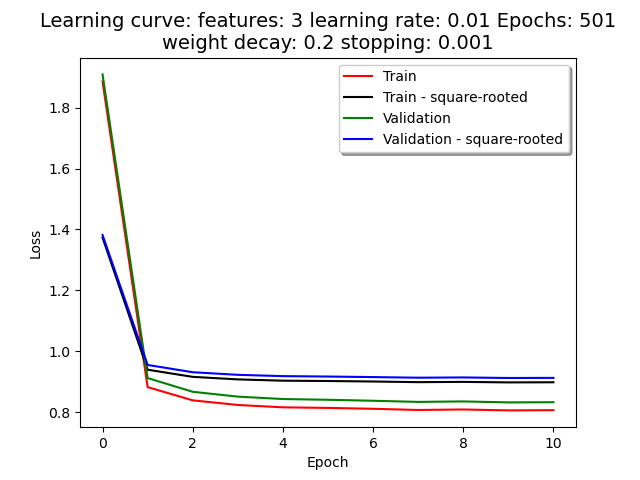 Learning curve: features: 3 learning rate: 0.01 Epochs: 501
weight decay: 0.2 stopping: 0.001
Train
Train - square-rooted
Validation
Validation - square-rooted
Loss
1.8
1.6
1.4
1.2
1.0
0.8
0 2 4 6 8 10
Epoch